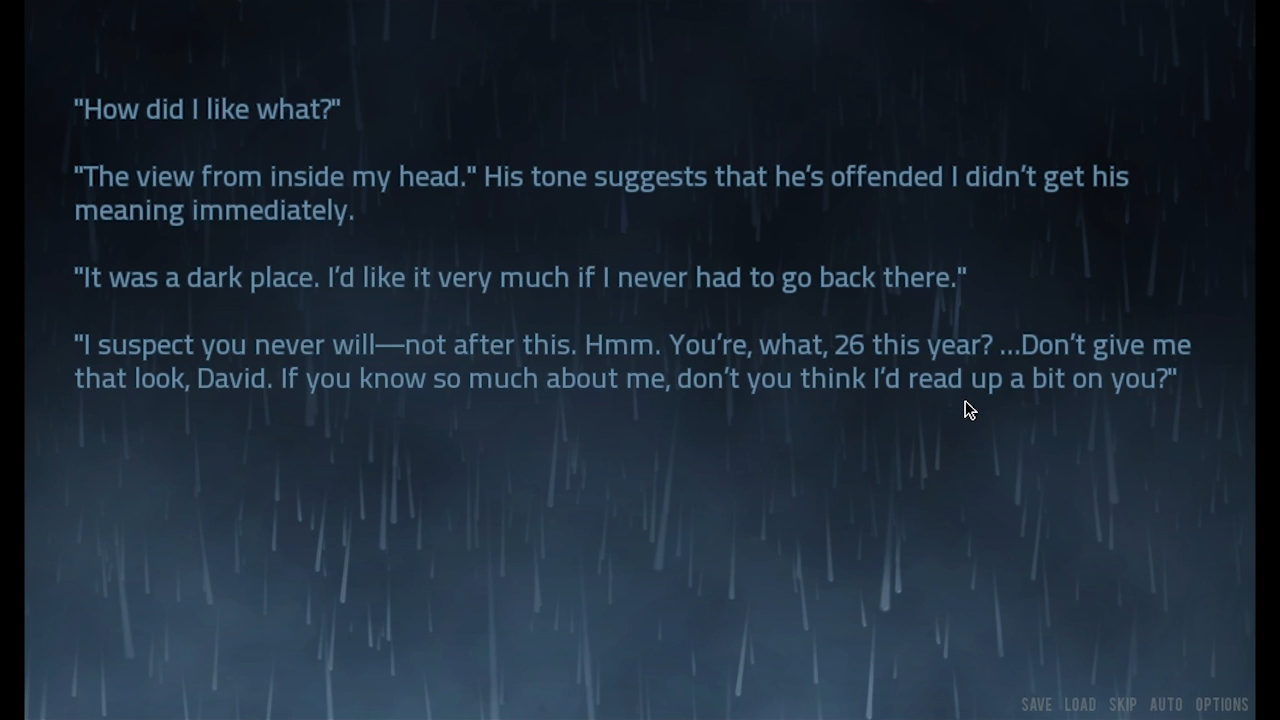 "How did I like what?"
"The view from inside my head." His tone suggests that he's offended I didn't get his
meaning immediately.
"It was a dark place. I'd like it very much if I never had to go back there."
"I suspect you never will—not after this. Hmm. You're, what, 26 this year? ...Don't give me
that look, David. If you know so much about me, don't you think I'd read up a bit on you?"
SAVE LOAD SKIP AUTO OPTIONS